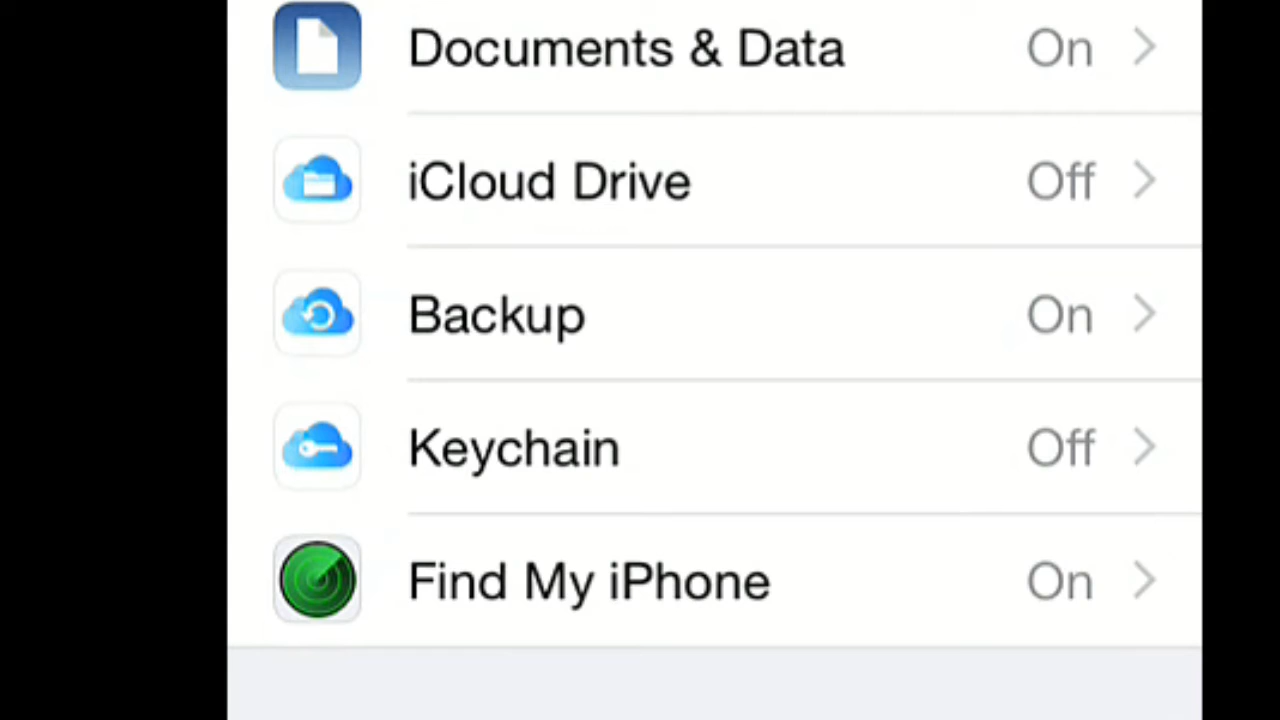 Documents & Data On
iCloud Drive Off
Backup On
Keychain Off
Find My iPhone On